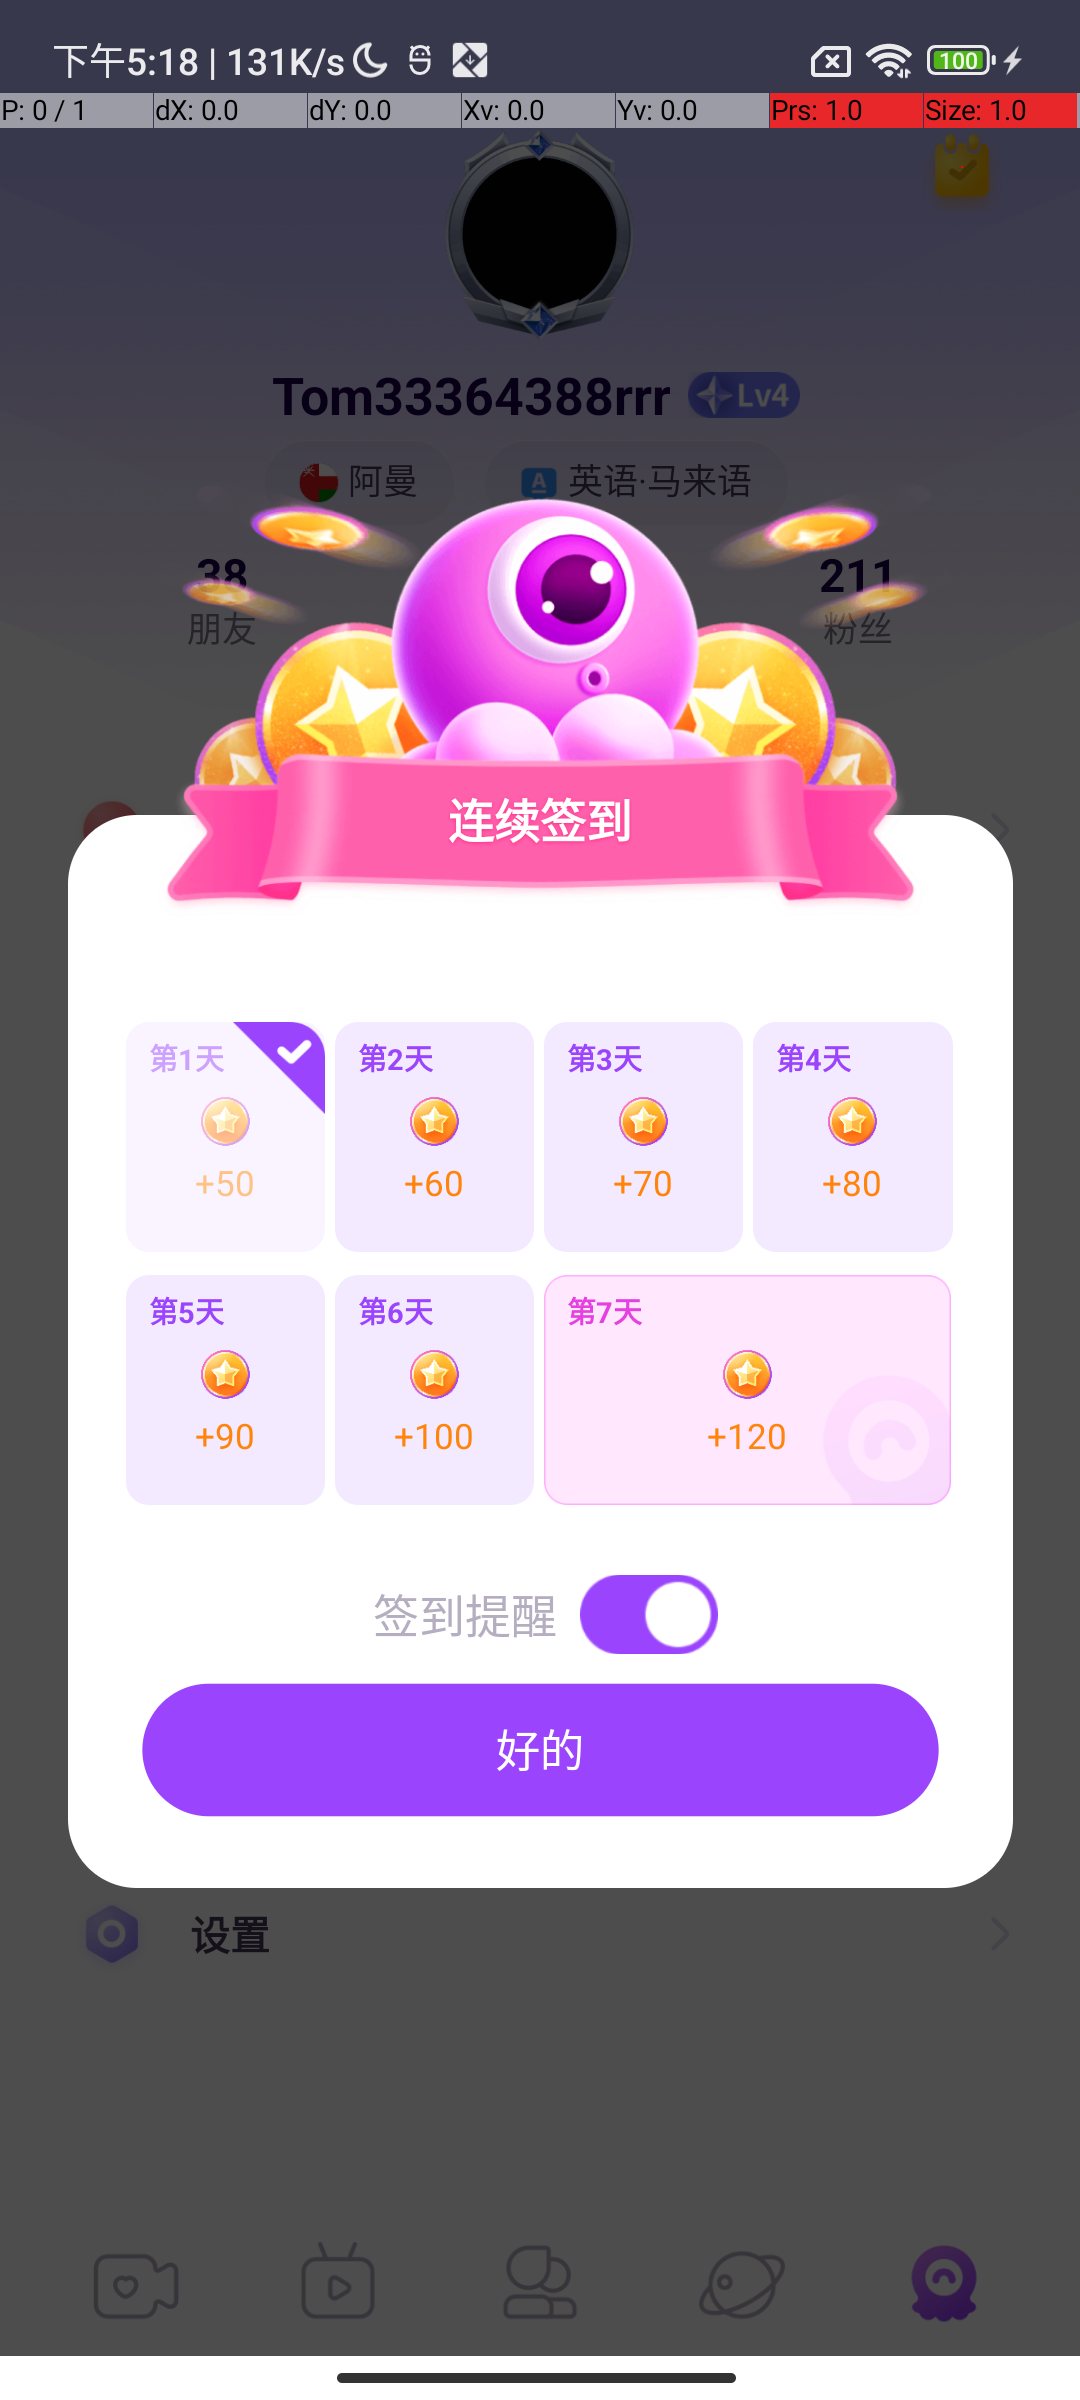 下午5:18 | 131K/s 100
P: 0 / 1 dX: 0.0 dY: 0.0 Xv: 0.0 Yv: 0.0 Prs: 1.0 Size: 1.0
Tom33364388rrr Lv4
阿曼 A 英语·马来语
38 211
朋友 粉丝
连续签到
第1天 第2天 第3天 第4天
+50 +60 +70 +80
第5天 第6天 第7天
+90 +100 +120
签到提醒
好的
设置